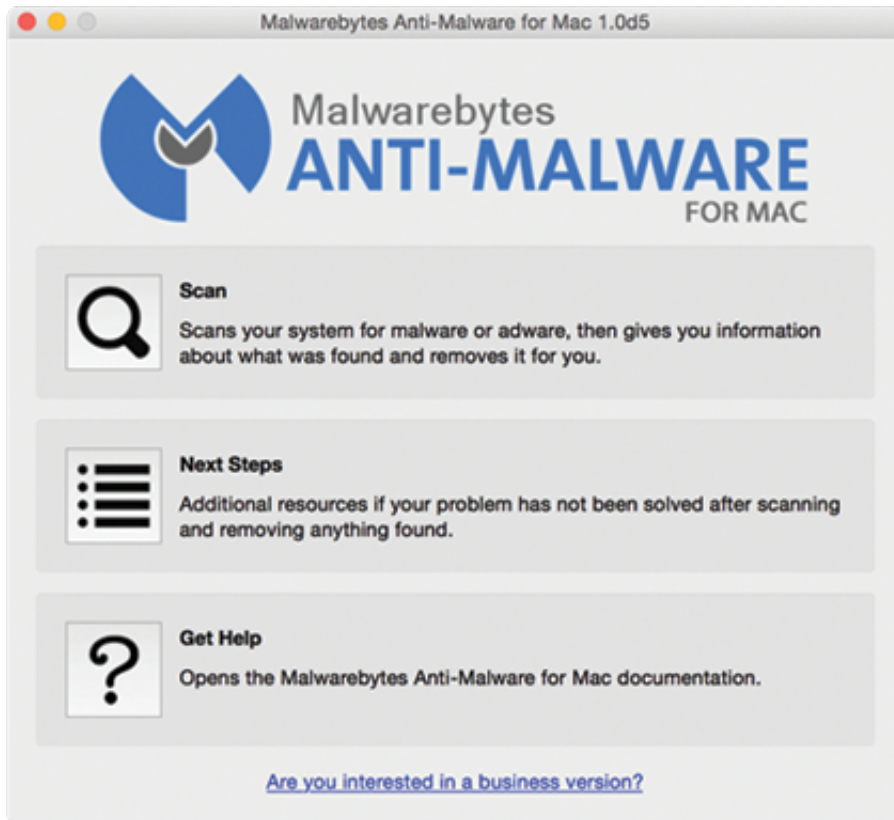 Malwarebytes Anti-Malware for Mac 1.0d5
Malwarebytes
ANTI-MALWARE
FOR MAC
Scan
Scans your system for malware or adware, then gives you information
about what was found and removes it for you.
Next Steps
Additional resources if your problem has not been solved after scanning
and removing anything found.
Get Help
Opens the Malwarebytes Anti-Malware for Mac documentation.
Are you interested in a business version?